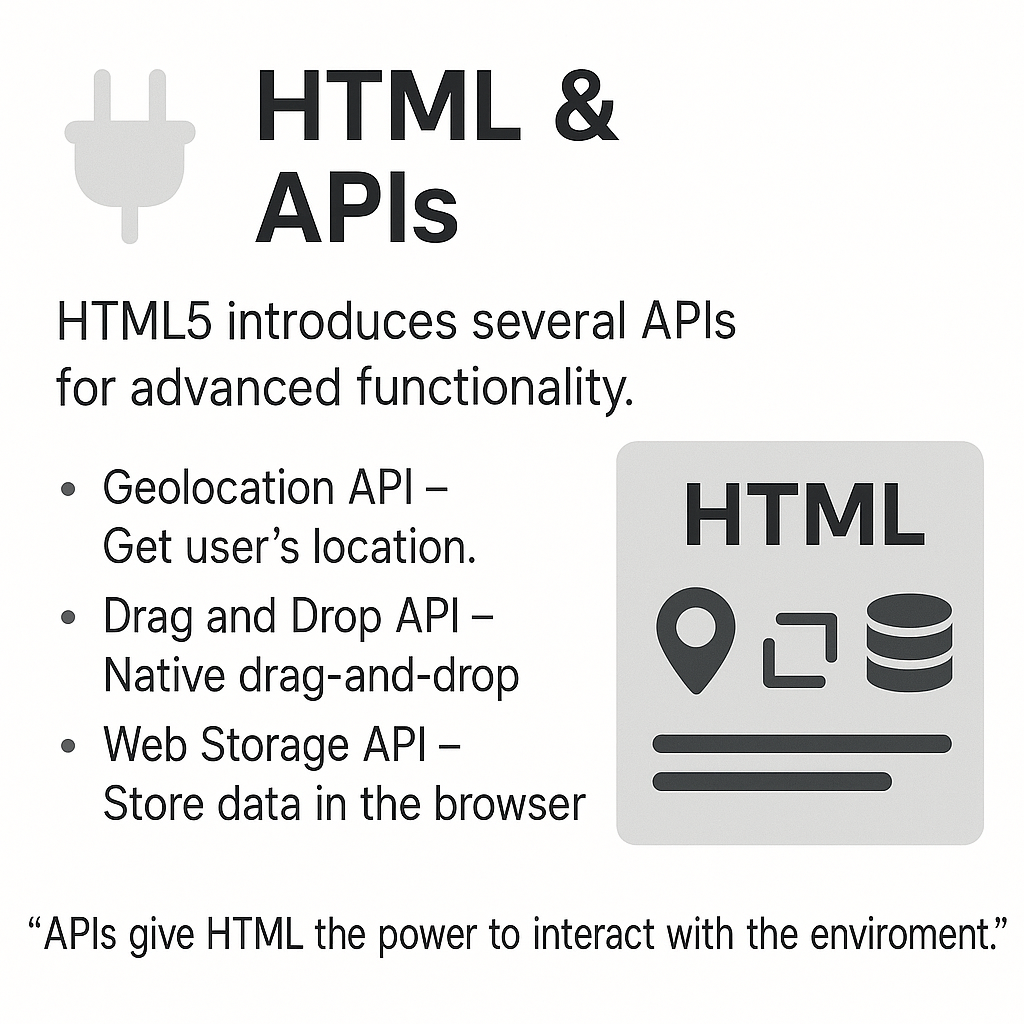 HTML &
APIs
HTML5 introduces several APIs
for advanced functionality.
• Geolocation API –
Get user’s location.
• Drag and Drop API –
Native drag-and-drop
• Web Storage API –
Store data in the browser
HTML
“APIs give HTML the power to interact with the enviroment.”